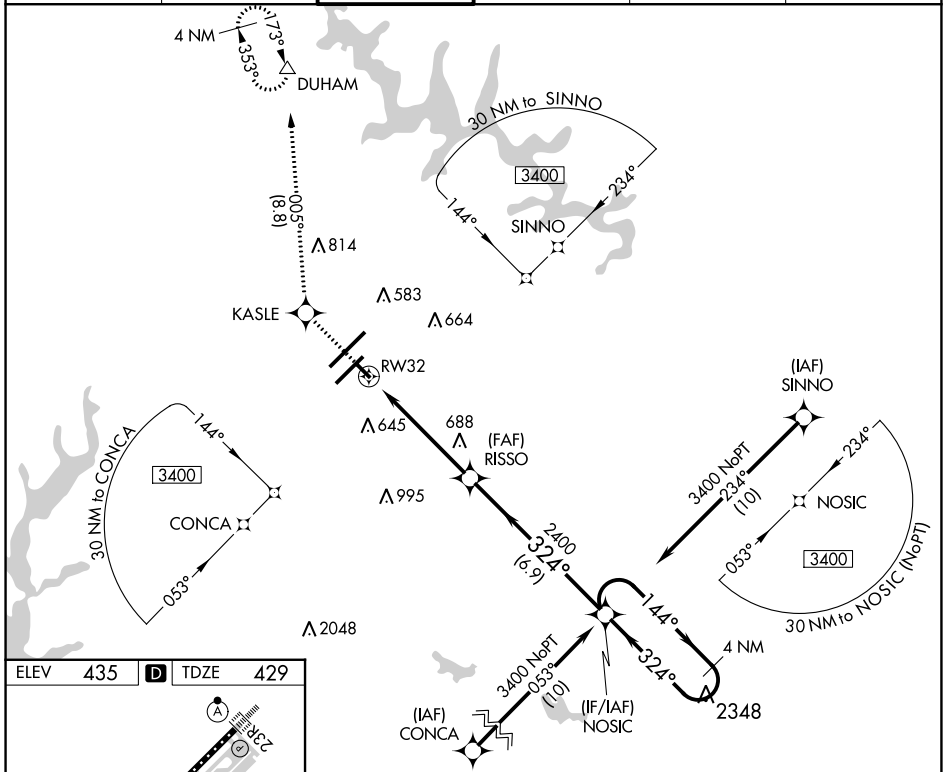 4 NM
173°
353°
DUHAM
30 NM to SINNO
3400
234°
144°
SINNO
005°
(8.8)
814
583
664
KASLE
RW32
(IAF)
SINNO
645
688
(FAF)
RISSO
144°
30 NM to CONCA
3400
CONCA
053°
995
3400 NoPT
234°
(10)
234°
NOSIC
053°
3400
30 NM to NOSIC (NoPT)
2400
324°
(6.9)
2048
144°
324°
4 NM
2348
3400 NoPT
053°
(10)
(IF/IAF)
NOSIC
(IAF)
CONCA
ELEV 435 D TDZE 429
A
23R
P